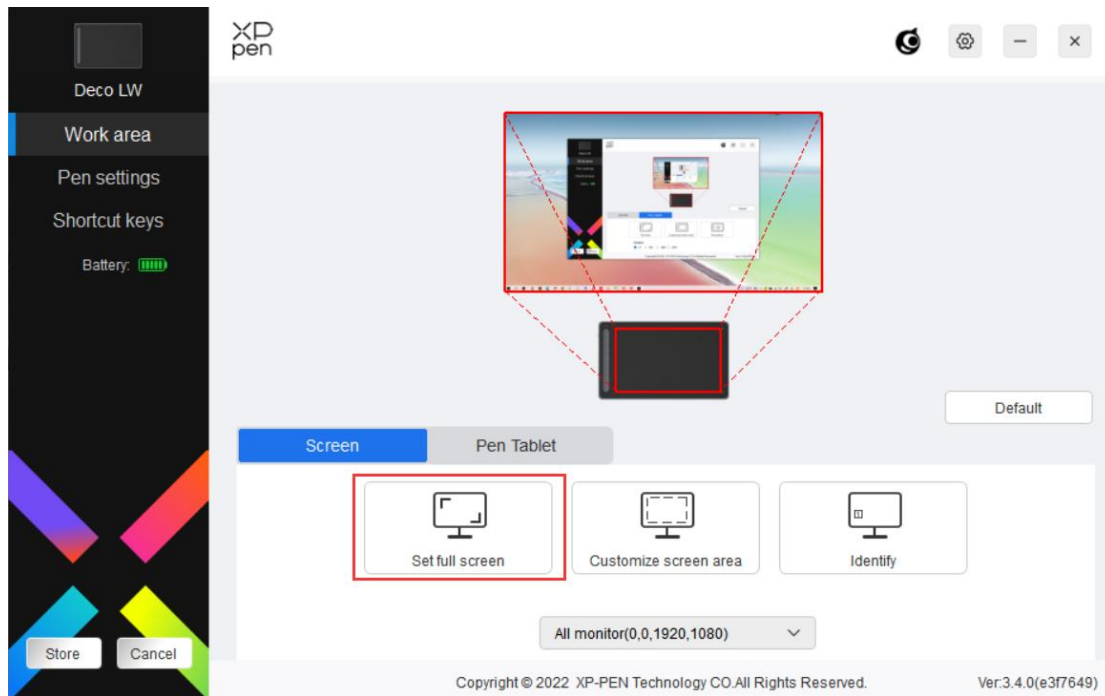 XP
pen
Deco LW
Work area
Pen settings
Shortcut keys
Battery:
Default
Screen
Pen Tablet
Set full screen
Customize screen area
Identify
All monitor(0,0,1920,1080)
Store
Cancel
Copyright © 2022 XP-PEN Technology CO.All Rights Reserved.
Ver:3.4.0(e3f7649)